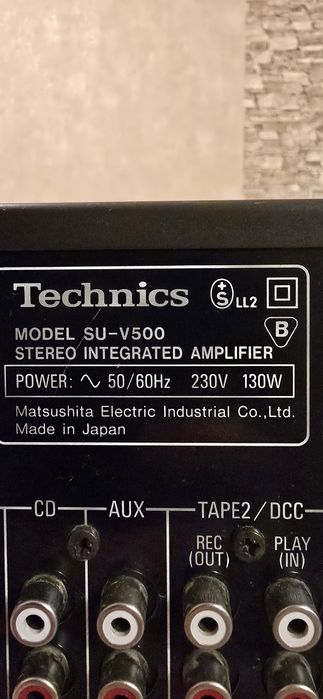 Technics
S LL2
B
MODEL SU-V500
STEREO INTEGRATED AMPLIFIER
POWER: ∿ 50/60Hz 230V 130W
Matsushita Electric Industrial Co.,Ltd.
Made in Japan
CD AUX TAPE2/DCC
REC PLAY
(OUT) (IN)